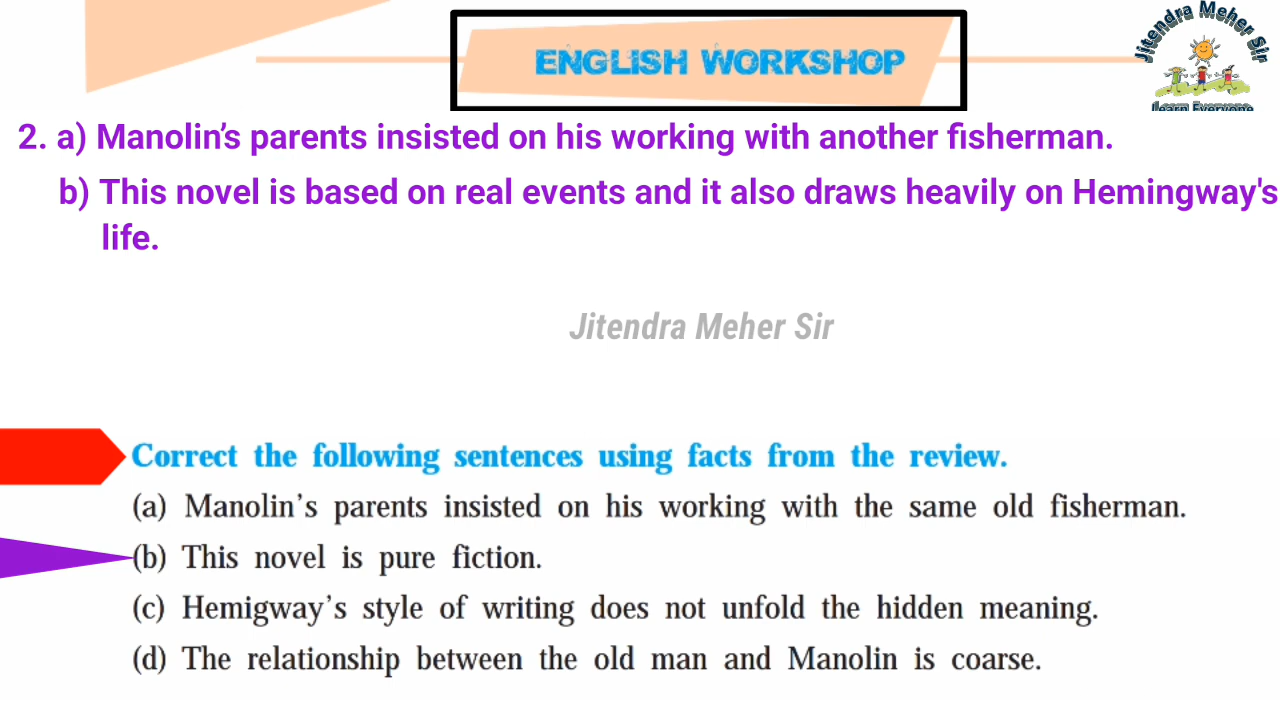 ENGLISH WORKSHOP
Jitendra Meher Sir
Learn Everyone
2. a) Manolin’s parents insisted on his working with another fisherman.
b) This novel is based on real events and it also draws heavily on Hemingway's
life.
Jitendra Meher Sir
Correct the following sentences using facts from the review.
(a) Manolin’s parents insisted on his working with the same old fisherman.
(b) This novel is pure fiction.
(c) Hemigway’s style of writing does not unfold the hidden meaning.
(d) The relationship between the old man and Manolin is coarse.